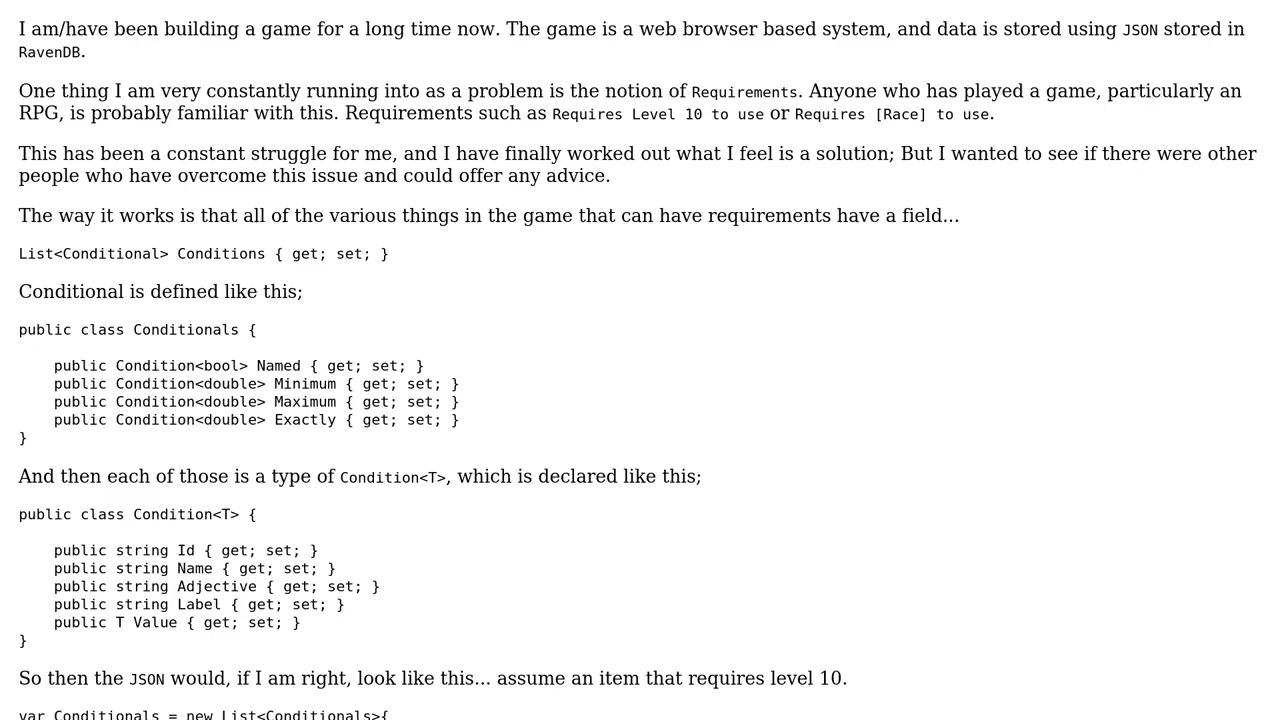 I am/have been building a game for a long time now. The game is a web browser based system, and data is stored using JSON stored in
RavenDB.
One thing I am very constantly running into as a problem is the notion of Requirements. Anyone who has played a game, particularly an
RPG, is probably familiar with this. Requirements such as Requires Level 10 to use or Requires [Race] to use.
This has been a constant struggle for me, and I have finally worked out what I feel is a solution; But I wanted to see if there were other
people who have overcome this issue and could offer any advice.
The way it works is that all of the various things in the game that can have requirements have a field...
List<Conditional> Conditions { get; set; }
Conditional is defined like this;
public class Conditionals {
    public Condition<bool> Named { get; set; }
    public Condition<double> Minimum { get; set; }
    public Condition<double> Maximum { get; set; }
    public Condition<double> Exactly { get; set; }
}
And then each of those is a type of Condition<T>, which is declared like this;
public class Condition<T> {
    public string Id { get; set; }
    public string Name { get; set; }
    public string Adjective { get; set; }
    public string Label { get; set; }
    public T Value { get; set; }
}
So then the JSON would, if I am right, look like this... assume an item that requires level 10.
var Conditionals = new List<Conditionals>{